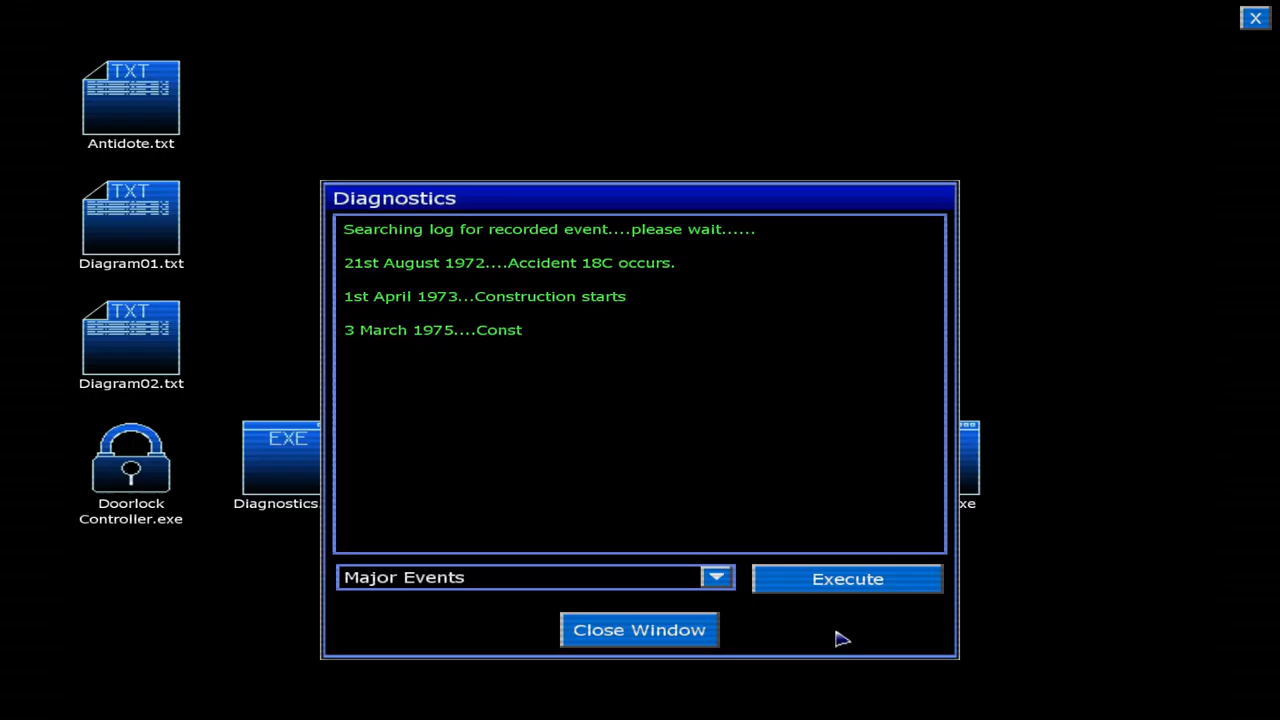 X
TXT
Antidote.txt
TXT
Diagram01.txt
TXT
Diagram02.txt
Doorlock
Controller.exe
EXE
Diagnostics.
xe
Diagnostics
Searching log for recorded event....please wait......
21st August 1972....Accident 18C occurs.
1st April 1973...Construction starts
3 March 1975....Const
Major Events
Execute
Close Window